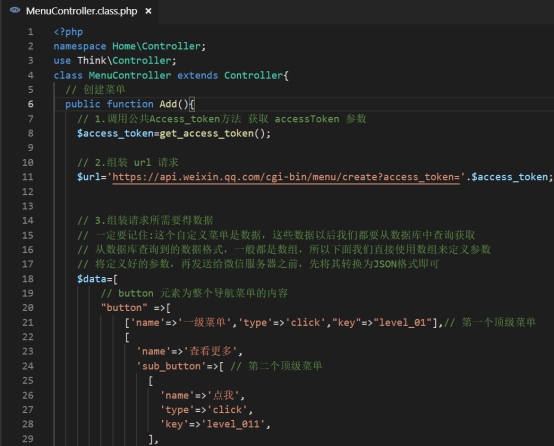 MenuController.class.php ×
1 <?php
2 namespace Home\Controller;
3 use Think\Controller;
4 class MenuController extends Controller{
5 // 创建菜单
6 public function Add(){
7 // 1.调用公共Access_token方法 获取 accessToken 参数
8 $access_token=get_access_token();
9
10 // 2.组装 url 请求
11 $url='https://api.weixin.qq.com/cgi-bin/menu/create?access_token='.$access_token;
12
13
14 // 3.组装请求所需要得数据
15 // 一定要记住:这个自定义菜单是数据，这些数据以后我们都要从数据库中查询获取
16 // 从数据库查询到的数据格式，一般都是数组，所以下面我们直接使用数组来定义参数
17 // 将定义好的参数，再发送给微信服务器之前，先将其转换为JSON格式即可
18 $data=[
19 // button 元素为整个导航菜单的内容
20 "button" =>[
21 ['name'=>'一级菜单','type'=>'click',"key"=>"level_01"],// 第一个顶级菜单
22 [
23 'name'=>'查看更多',
24 'sub_button'=>[ // 第二个顶级菜单
25 [
26 'name'=>'点我',
27 'type'=>'click',
28 'key'=>'level_011',
29 ],